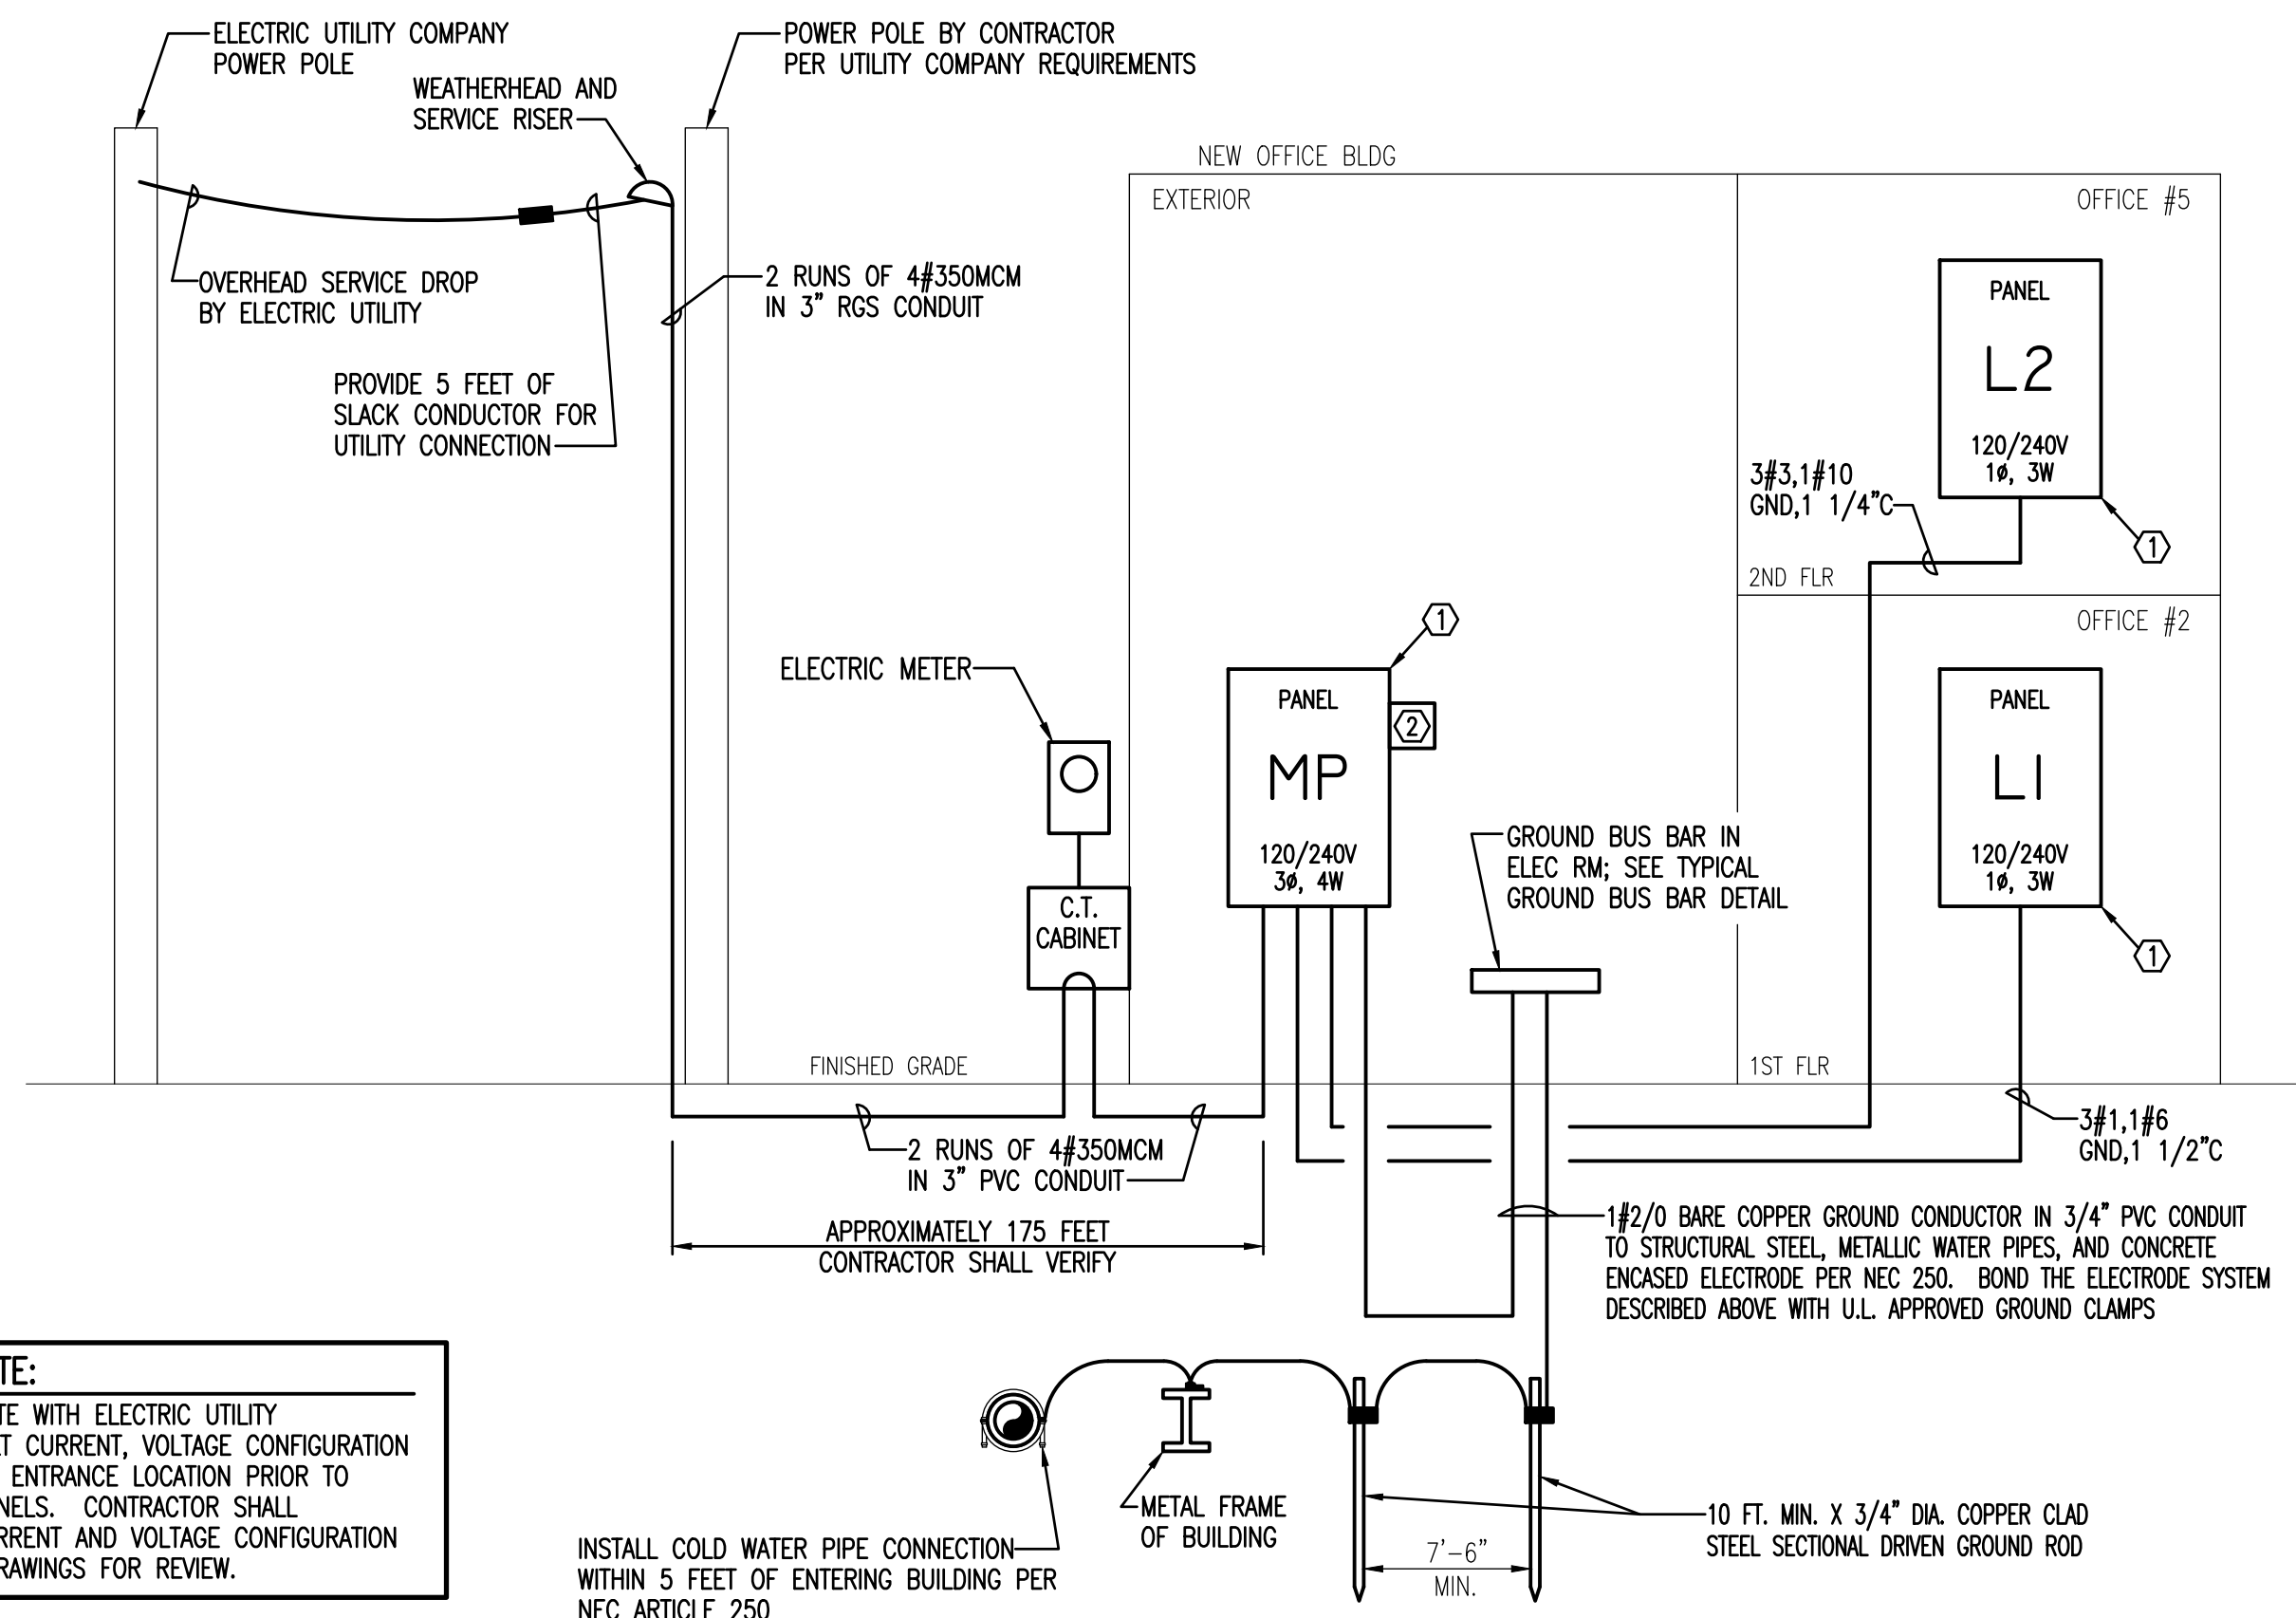 ELECTRIC UTILITY COMPANY
POWER POLE
WEATHERHEAD AND
SERVICE RISER
POWER POLE BY CONTRACTOR
PER UTILITY COMPANY REQUIREMENTS
NEW OFFICE BLDG
EXTERIOR
OFFICE #5
OVERHEAD SERVICE DROP
BY ELECTRIC UTILITY
2 RUNS OF 4#350MCM
IN 3" RGS CONDUIT
PROVIDE 5 FEET OF
SLACK CONDUCTOR FOR
UTILITY CONNECTION
PANEL
L2
120/240V
1ø, 3W
3#3,1#10
GND,1 1/4"C
1
2ND FLR
OFFICE #2
ELECTRIC METER
1
PANEL
2
MP
120/240V
3ø, 4W
PANEL
L1
120/240V
1ø, 3W
1
GROUND BUS BAR IN
ELEC RM; SEE TYPICAL
GROUND BUS BAR DETAIL
C.T.
CABINET
FINISHED GRADE
1ST FLR
2 RUNS OF 4#350MCM
IN 3" PVC CONDUIT
3#1,1#6
GND,1 1/2"C
APPROXIMATELY 175 FEET
CONTRACTOR SHALL VERIFY
1#2/0 BARE COPPER GROUND CONDUCTOR IN 3/4" PVC CONDUIT
TO STRUCTURAL STEEL, METALLIC WATER PIPES, AND CONCRETE
ENCASED ELECTRODE PER NEC 250. BOND THE ELECTRODE SYSTEM
DESCRIBED ABOVE WITH U.L. APPROVED GROUND CLAMPS
TE:
TE WITH ELECTRIC UTILITY
T CURRENT, VOLTAGE CONFIGURATION
ENTRANCE LOCATION PRIOR TO
NELS. CONTRACTOR SHALL
RRENT AND VOLTAGE CONFIGURATION
RAWINGS FOR REVIEW.
INSTALL COLD WATER PIPE CONNECTION
WITHIN 5 FEET OF ENTERING BUILDING PER
NEC ARTICLE 250
METAL FRAME
OF BUILDING
7'-6"
MIN.
10 FT. MIN. X 3/4" DIA. COPPER CLAD
STEEL SECTIONAL DRIVEN GROUND ROD